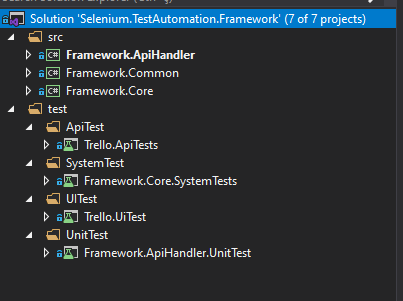 Solution 'Selenium.TestAutomation.Framework' (7 of 7 projects)
src
C# Framework.ApiHandler
C# Framework.Common
C# Framework.Core
test
ApiTest
Trello.ApiTests
SystemTest
Framework.Core.SystemTests
UITest
Trello.UiTest
UnitTest
Framework.ApiHandler.UnitTest